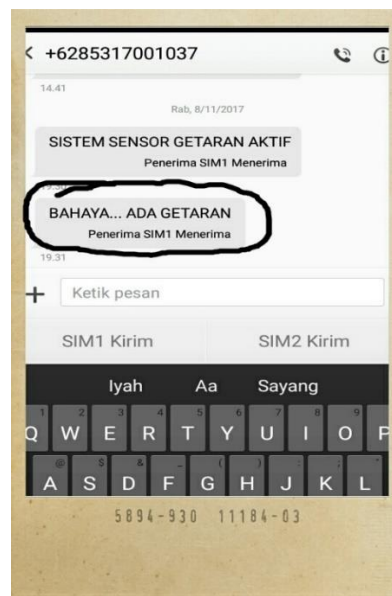 +6285317001037
14.41
Rab, 8/11/2017
SISTEM SENSOR GETARAN AKTIF
Penerima SIM1 Menerima
19.30
BAHAYA... ADA GETARAN
Penerima SIM1 Menerima
19.31
Ketik pesan
SIM1 Kirim SIM2 Kirim
Iyah Aa Sayang
1 2 3 4 5 6 7 8 9
Q W E R T Y U I O P
@ $ & _ ( ) : ; "
A S D F G H J K L
5894-930 11184-03